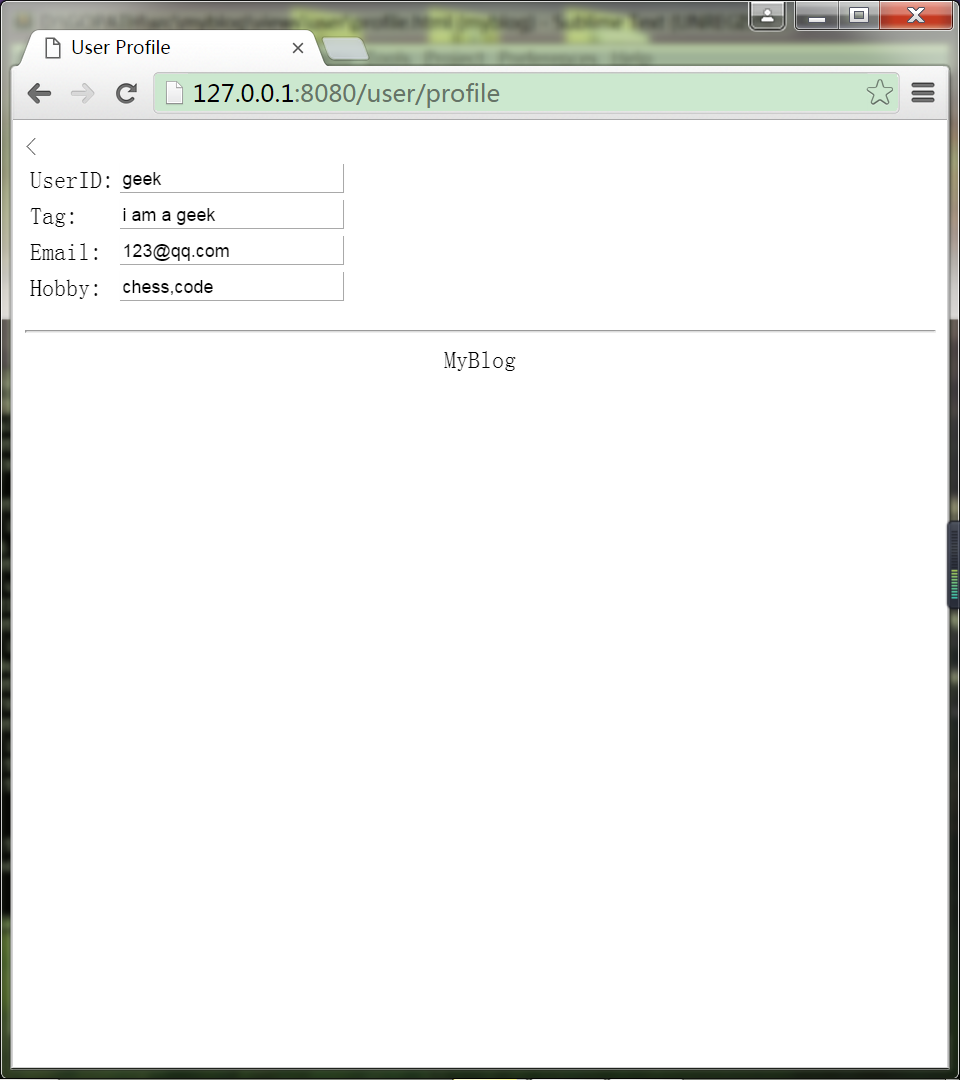 User Profile
127.0.0.1:8080/user/profile
UserID: geek
Tag: i am a geek
Email: 123@qq.com
Hobby: chess,code
MyBlog